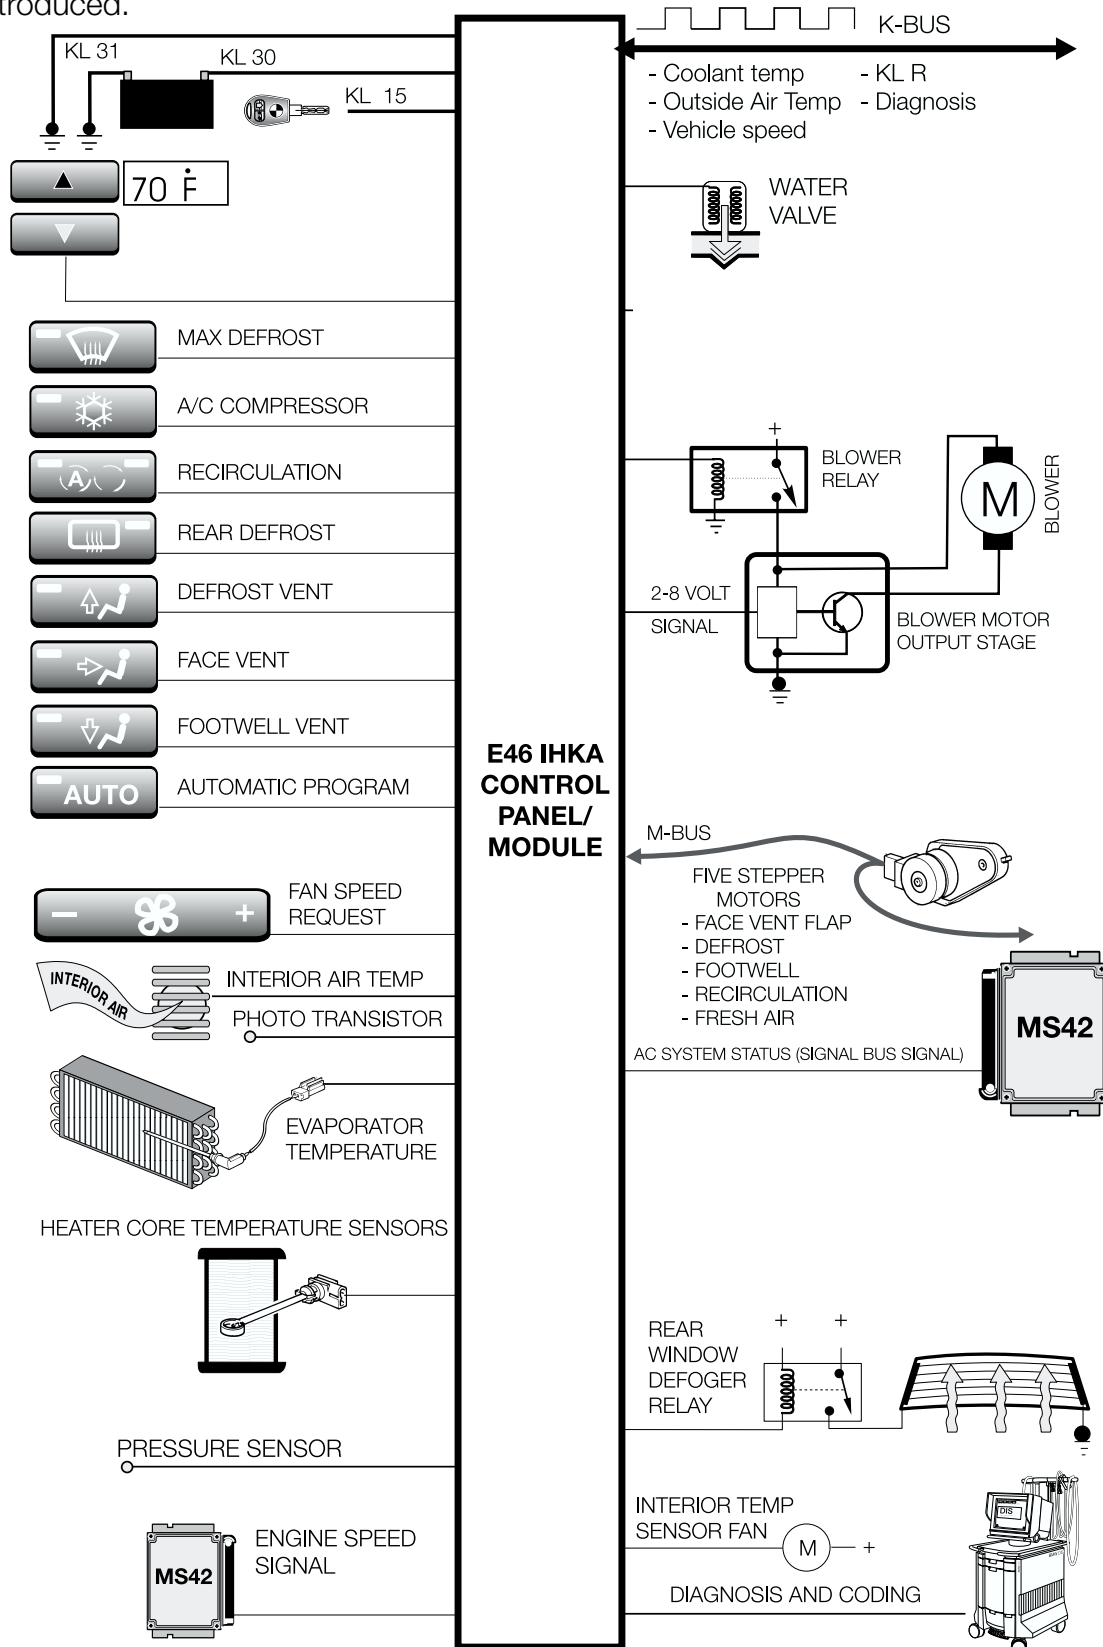 troduced.
KL 31
KL 30
KL 15
70 F
MAX DEFROST
A/C COMPRESSOR
A
RECIRCULATION
REAR DEFROST
DEFROST VENT
FACE VENT
FOOTWELL VENT
AUTO
AUTOMATIC PROGRAM
− +
FAN SPEED
REQUEST
INTERIOR AIR
INTERIOR AIR TEMP
PHOTO TRANSISTOR
EVAPORATOR
TEMPERATURE
HEATER CORE TEMPERATURE SENSORS
PRESSURE SENSOR
MS42
ENGINE SPEED
SIGNAL
E46 IHKA
CONTROL
PANEL/
MODULE
K-BUS
- Coolant temp - KL R
- Outside Air Temp - Diagnosis
- Vehicle speed
WATER
VALVE
+
BLOWER
RELAY
M
BLOWER
2-8 VOLT
SIGNAL
BLOWER MOTOR
OUTPUT STAGE
M-BUS
FIVE STEPPER
MOTORS
- FACE VENT FLAP
- DEFROST
- FOOTWELL
- RECIRCULATION
- FRESH AIR
MS42
AC SYSTEM STATUS (SIGNAL BUS SIGNAL)
+ +
REAR
WINDOW
DEFOGER
RELAY
INTERIOR TEMP
SENSOR FAN
M +
DIS
DIAGNOSIS AND CODING